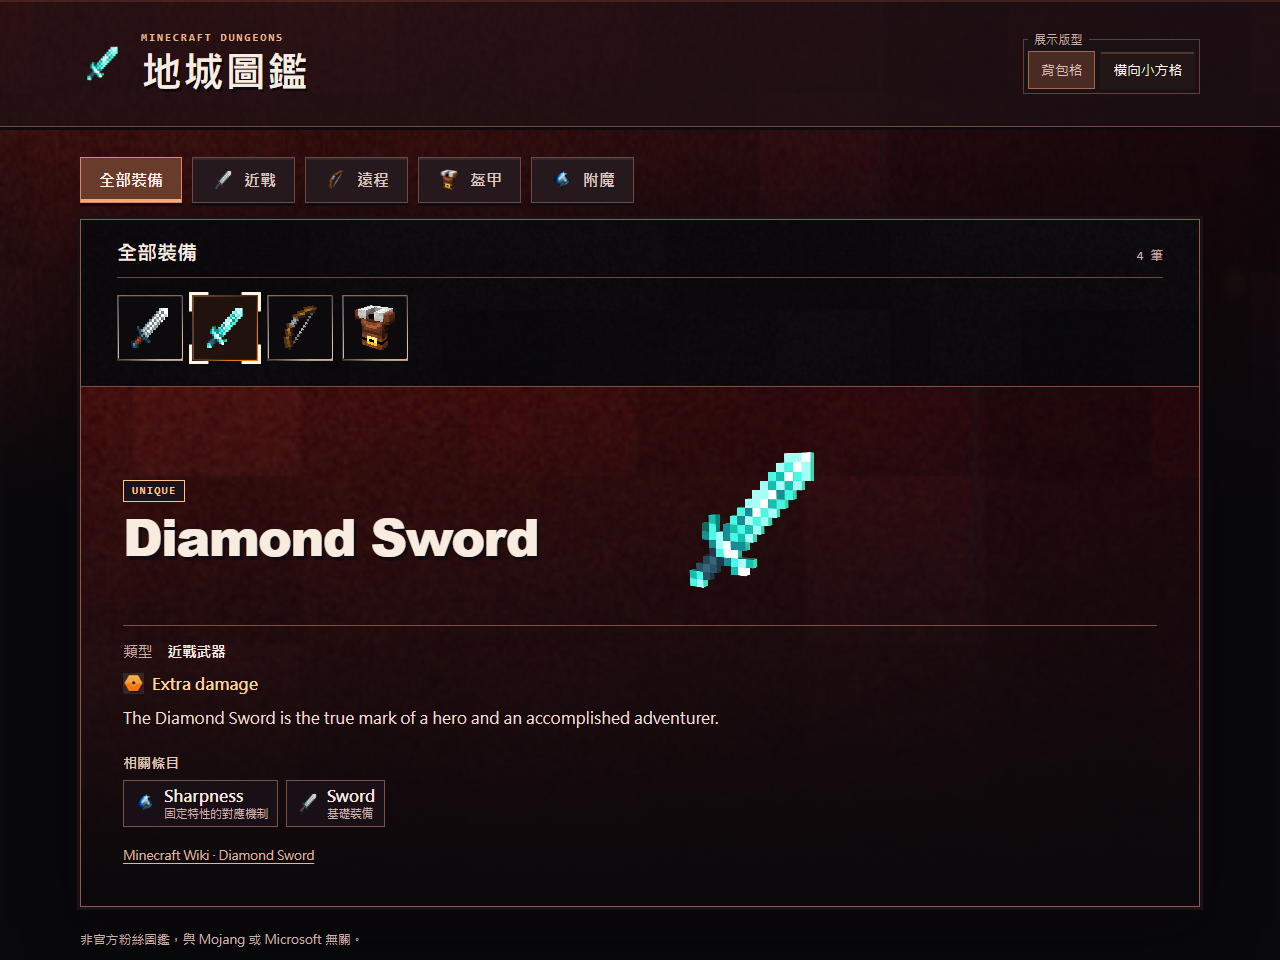 MINECRAFT DUNGEONS
地城圖鑑
展示版型
背包格
橫向小方格
全部裝備
近戰
遠程
盔甲
附魔
全部裝備
4 筆
UNIQUE
Diamond Sword
類型 近戰武器
Extra damage
The Diamond Sword is the true mark of a hero and an accomplished adventurer.
相關條目
Sharpness
固定特性的對應機制
Sword
基礎裝備
Minecraft Wiki · Diamond Sword
非官方粉絲圖鑑，與 Mojang 或 Microsoft 無關。